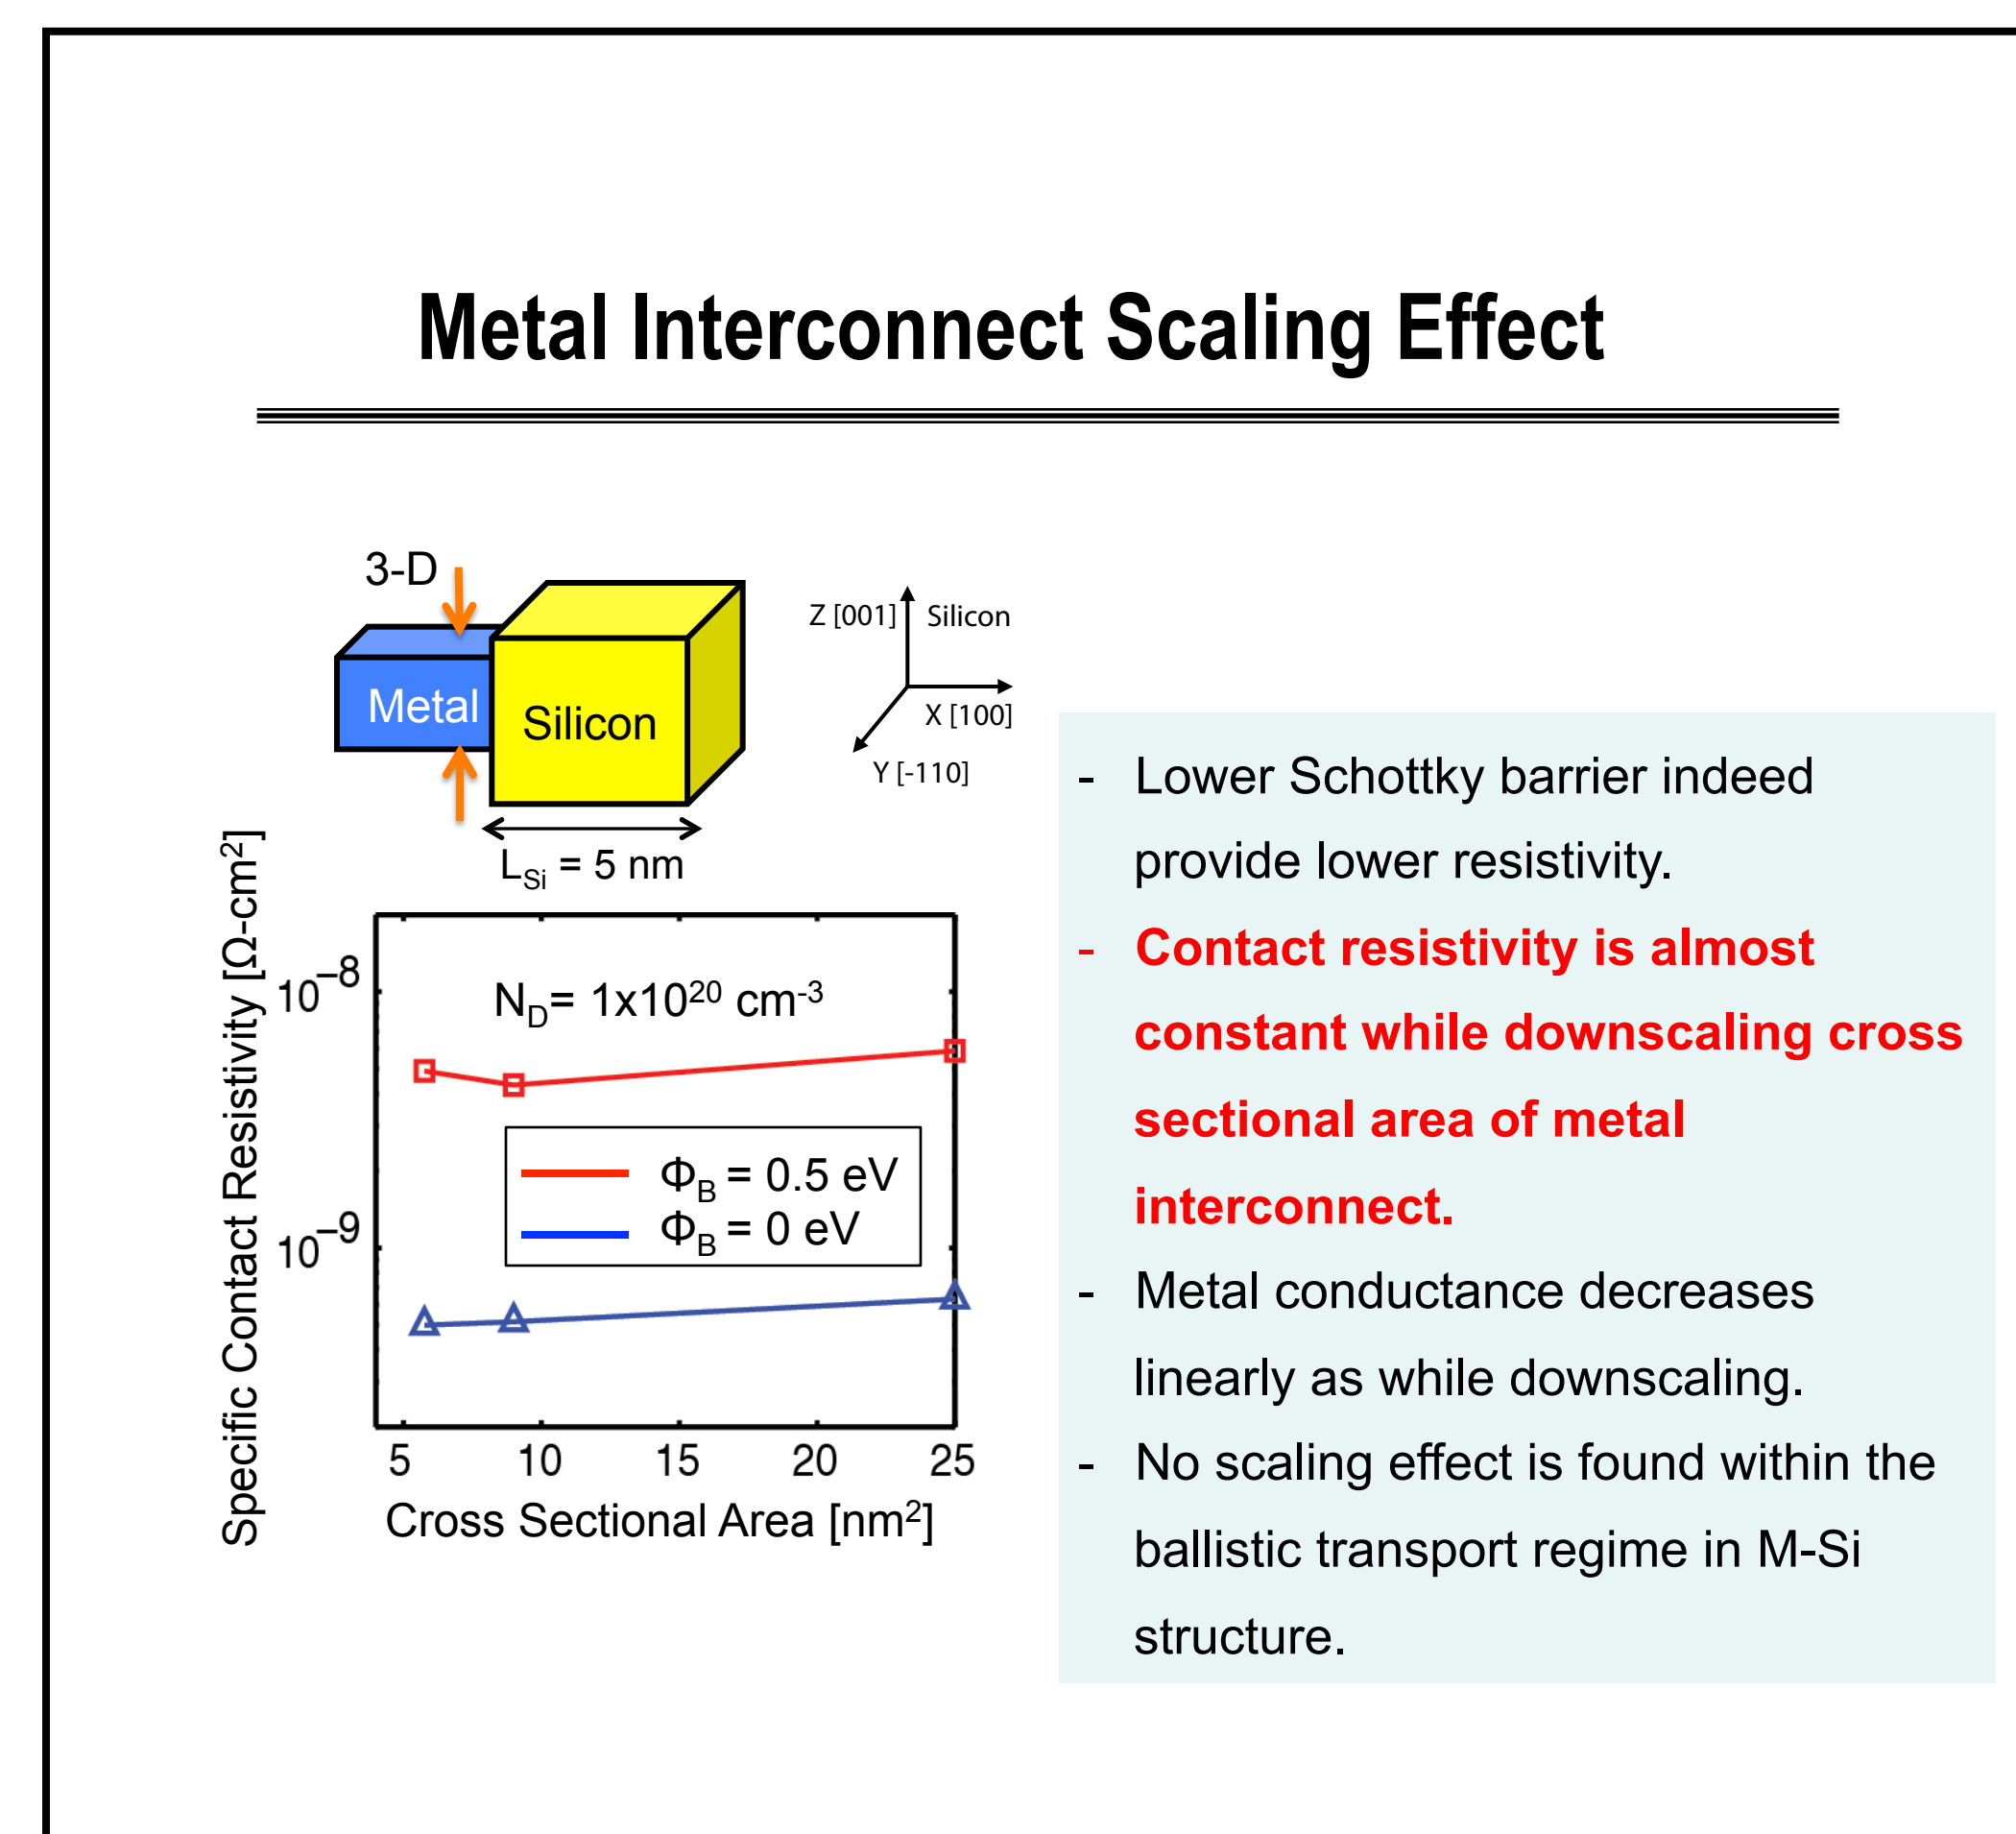 Metal Interconnect Scaling Effect
3-D
Metal
Silicon
L_Si = 5 nm
Z [001]
Silicon
X [100]
Y [-110]
Specific Contact Resistivity [Ω-cm²]
10⁻⁸
10⁻⁹
N_D= 1x10²⁰ cm⁻³
Φ_B = 0.5 eV
Φ_B = 0 eV
5 10 15 20 25
Cross Sectional Area [nm²]
- Lower Schottky barrier indeed
provide lower resistivity.
- Contact resistivity is almost
constant while downscaling cross
sectional area of metal
interconnect.
- Metal conductance decreases
linearly as while downscaling.
- No scaling effect is found within the
ballistic transport regime in M-Si
structure.